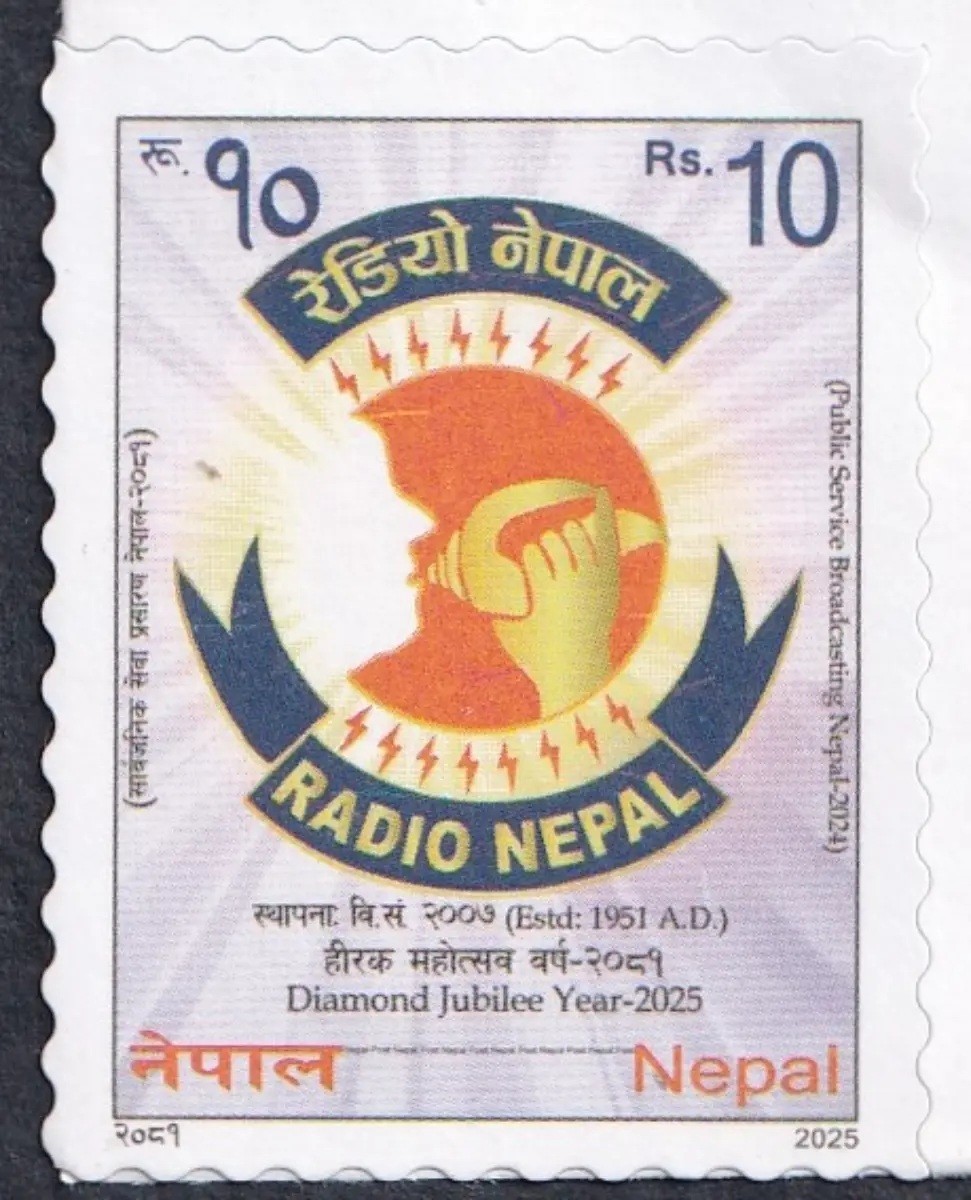 रू. १०
Rs. 10
रेडियो नेपाल
(सार्वजनिक सेवा प्रसारण नेपाल-२०८१)
(Public Service Broadcasting Nepal-2024)
RADIO NEPAL
स्थापना: वि.सं. २००७ (Estd: 1951 A.D.)
हीरक महोत्सव वर्ष-२०८१
Diamond Jubilee Year-2025
नेपाल
Nepal
२०८१
2025